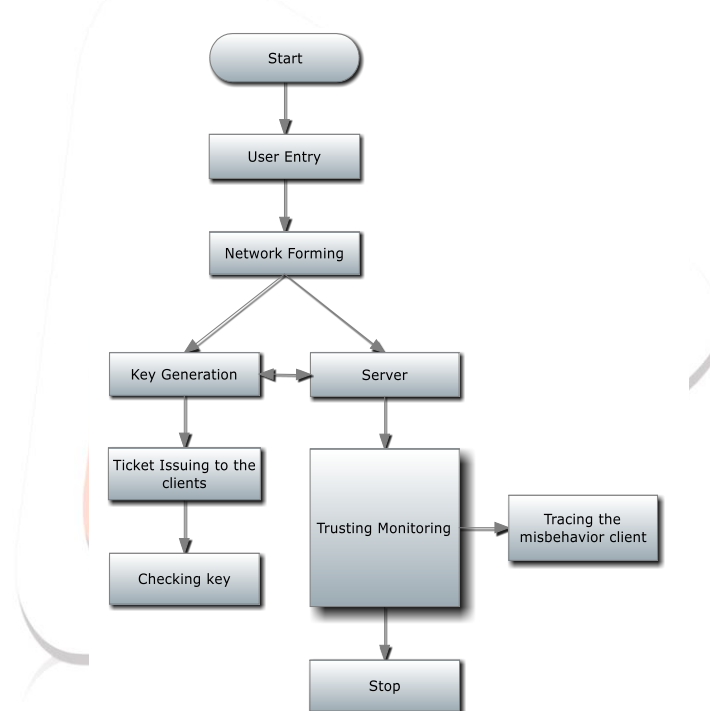 Start
User Entry
Network Forming
Key Generation
Server
Ticket Issuing to the
clients
Trusting Monitoring
Tracing the
misbehavior client
Checking key
Stop